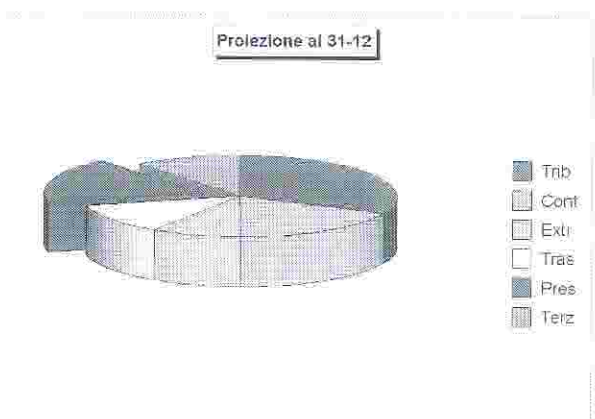 Proiezione al 31-12
Trib
Cont
Extr
Tras
Pres
Terz